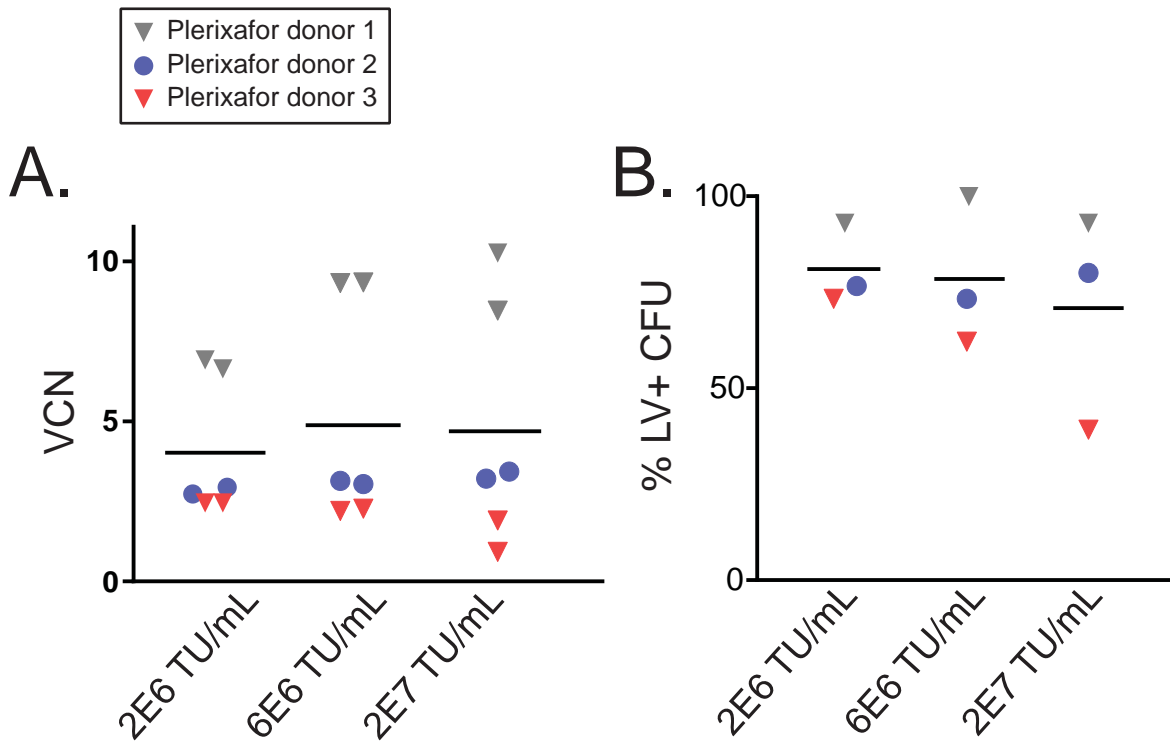 Plerixafor donor 1
Plerixafor donor 2
Plerixafor donor 3
A.
VCN
10
5
0
2E6 TU/mL
6E6 TU/mL
2E7 TU/mL
B.
% LV+ CFU
100
50
0
2E6 TU/mL
6E6 TU/mL
2E7 TU/mL